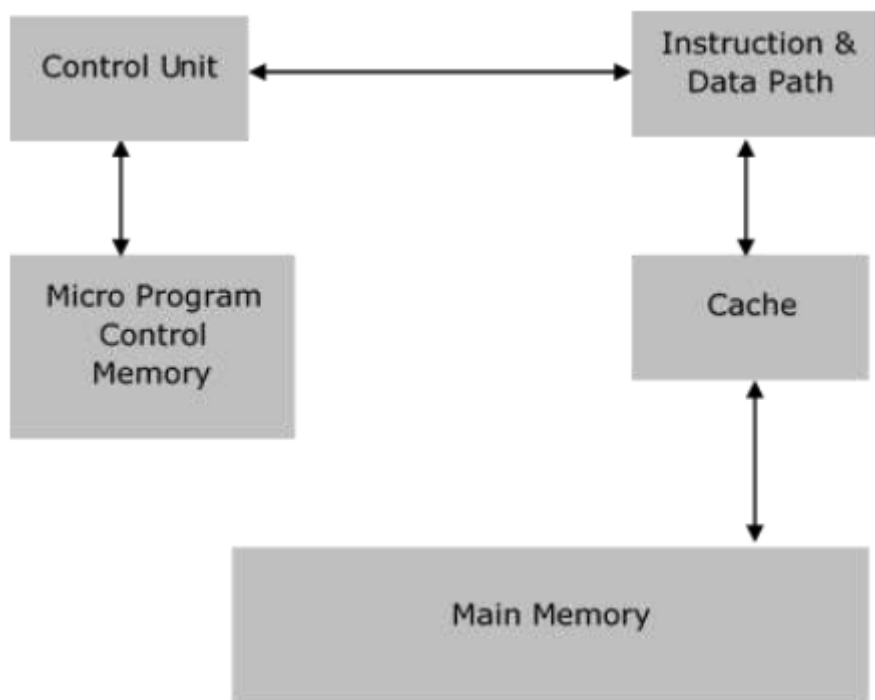 Control Unit
Instruction &
Data Path
Micro Program
Control
Memory
Cache
Main Memory